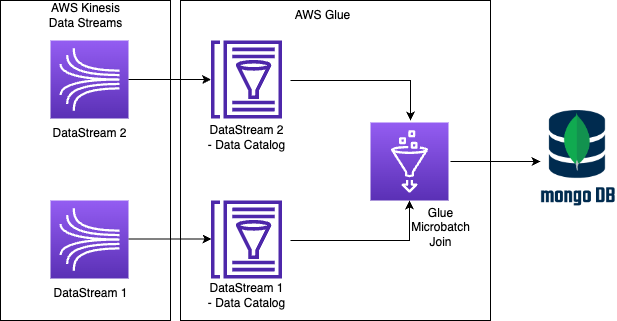 AWS Kinesis
Data Streams
AWS Glue
DataStream 2
DataStream 2
- Data Catalog
Glue
Microbatch
Join
mongo DB
DataStream 1
DataStream 1
- Data Catalog